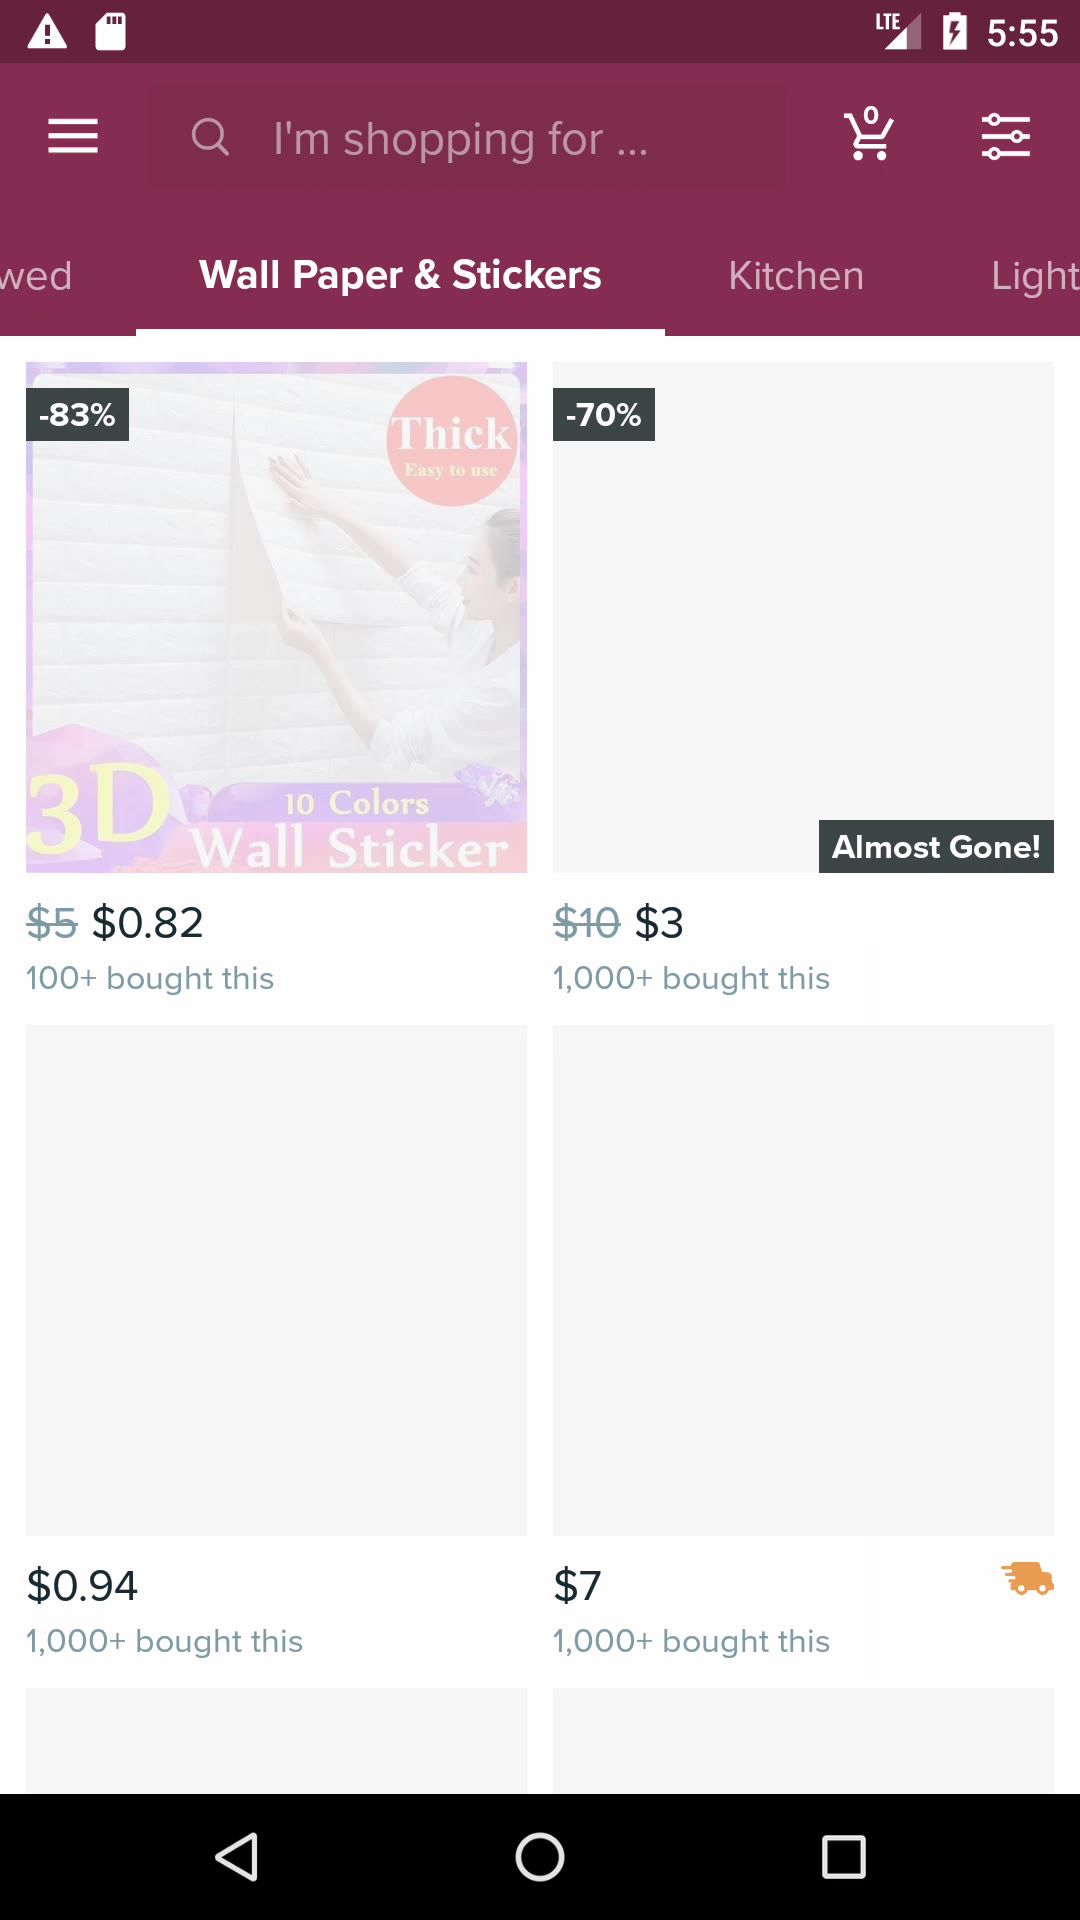 LTE 5:55
I'm shopping for ...
0
wed Wall Paper & Stickers Kitchen Light
-83%
Thick
Easy to use
3D
10 Colors
Wall Sticker
-70%
Almost Gone!
$5 $0.82
100+ bought this
$10 $3
1,000+ bought this
$0.94
1,000+ bought this
$7
1,000+ bought this